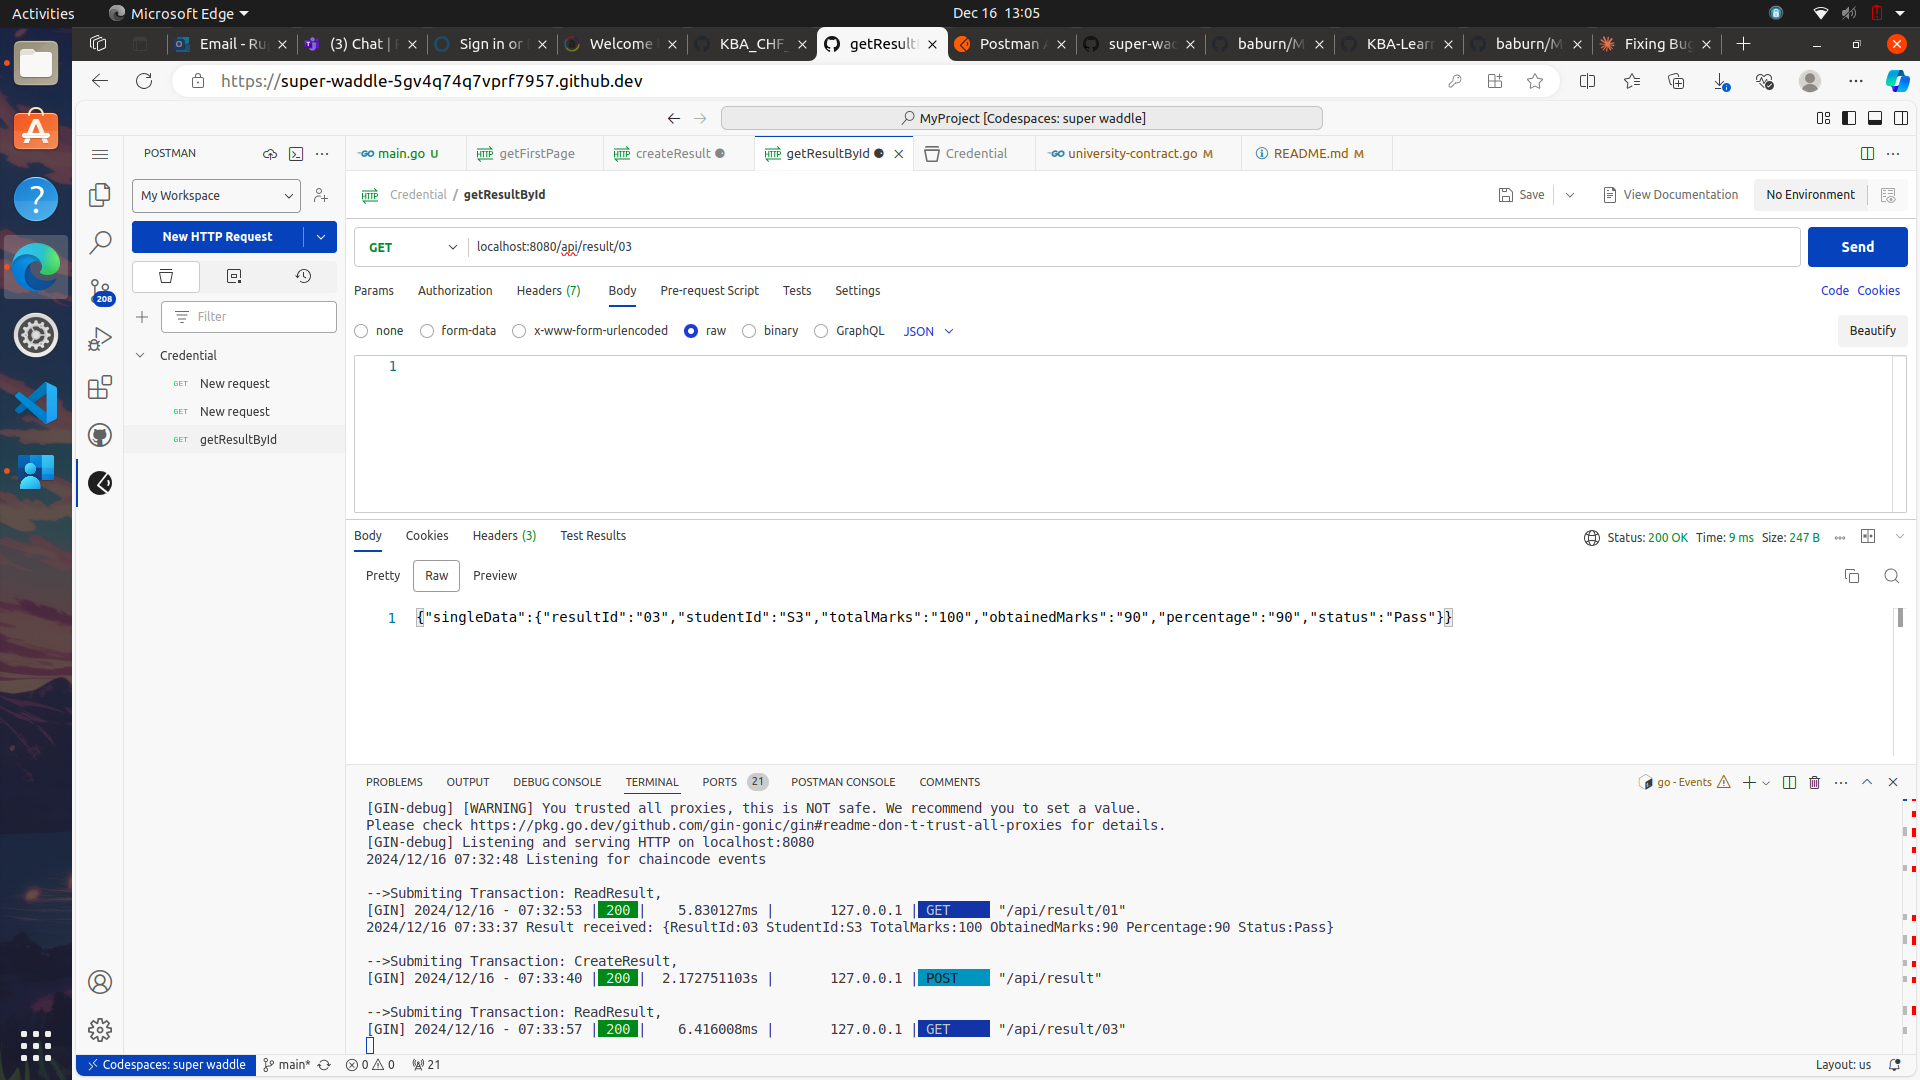 Activities Microsoft Edge Dec 16 13:05
Email - Ru (3) Chat | Sign in or Welcome KBA_CHF_ getResult Postman A super-wad baburn/M KBA-Lear baburn/M Fixing Bug
https://super-waddle-5gv4q74q7vprf7957.github.dev
MyProject [Codespaces: super waddle]
POSTMAN
main.go U getFirstPage createResult getResultById Credential university-contract.go M README.md M
My Workspace
Credential / getResultById Save View Documentation No Environment
New HTTP Request
GET localhost:8080/api/result/03 Send
Params Authorization Headers (7) Body Pre-request Script Tests Settings Code Cookies
208
Filter
none form-data x-www-form-urlencoded raw binary GraphQL JSON Beautify
Credential
GET New request
GET New request
GET getResultById
1
Body Cookies Headers (3) Test Results Status: 200 OK Time: 9 ms Size: 247 B
Pretty Raw Preview
1 {"singleData":{"resultId":"03","studentId":"S3","totalMarks":"100","obtainedMarks":"90","percentage":"90","status":"Pass"}}
PROBLEMS OUTPUT DEBUG CONSOLE TERMINAL PORTS 21 POSTMAN CONSOLE COMMENTS go - Events
[GIN-debug] [WARNING] You trusted all proxies, this is NOT safe. We recommend you to set a value.
Please check https://pkg.go.dev/github.com/gin-gonic/gin#readme-don-t-trust-all-proxies for details.
[GIN-debug] Listening and serving HTTP on localhost:8080
2024/12/16 07:32:48 Listening for chaincode events
-->Submiting Transaction: ReadResult,
[GIN] 2024/12/16 - 07:32:53 | 200 | 5.830127ms | 127.0.0.1 | GET "/api/result/01"
2024/12/16 07:33:37 Result received: {ResultId:03 StudentId:S3 TotalMarks:100 ObtainedMarks:90 Percentage:90 Status:Pass}
-->Submiting Transaction: CreateResult,
[GIN] 2024/12/16 - 07:33:40 | 200 | 2.172751103s | 127.0.0.1 | POST "/api/result"
-->Submiting Transaction: ReadResult,
[GIN] 2024/12/16 - 07:33:57 | 200 | 6.416008ms | 127.0.0.1 | GET "/api/result/03"
Codespaces: super waddle main* 0 0 21 Layout: us